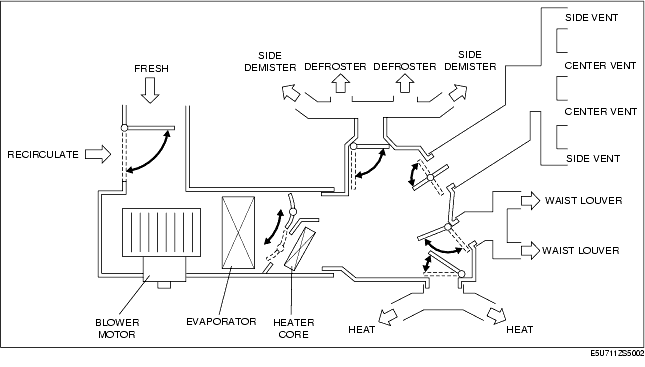 SIDE VENT
CENTER VENT
CENTER VENT
SIDE VENT
SIDE
DEMISTER
DEFROSTER
DEFROSTER
SIDE
DEMISTER
FRESH
RECIRCULATE
WAIST LOUVER
WAIST LOUVER
BLOWER
MOTOR
EVAPORATOR
HEATER
CORE
HEAT
HEAT
E5U711ZS5002